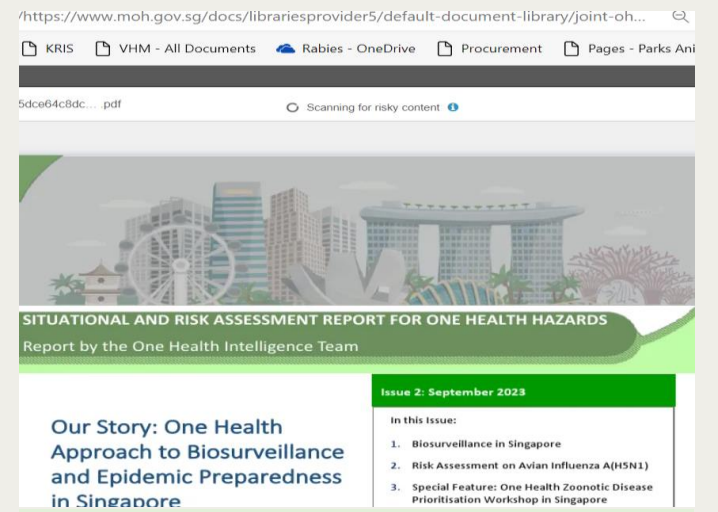 /https://www.moh.gov.sg/docs/librariesprovider5/default-document-library/joint-oh...
KRIS VHM - All Documents Rabies - OneDrive Procurement Pages - Parks Ani
5dce64c8dc... .pdf Scanning for risky content
SITUATIONAL AND RISK ASSESSMENT REPORT FOR ONE HEALTH HAZARDS
Report by the One Health Intelligence Team
Our Story: One Health
Approach to Biosurveillance
and Epidemic Preparedness
in Singapore
Issue 2: September 2023
In this Issue:
1. Biosurveillance in Singapore
2. Risk Assessment on Avian Influenza A(H5N1)
3. Special Feature: One Health Zoonotic Disease
Prioritisation Workshop in Singapore